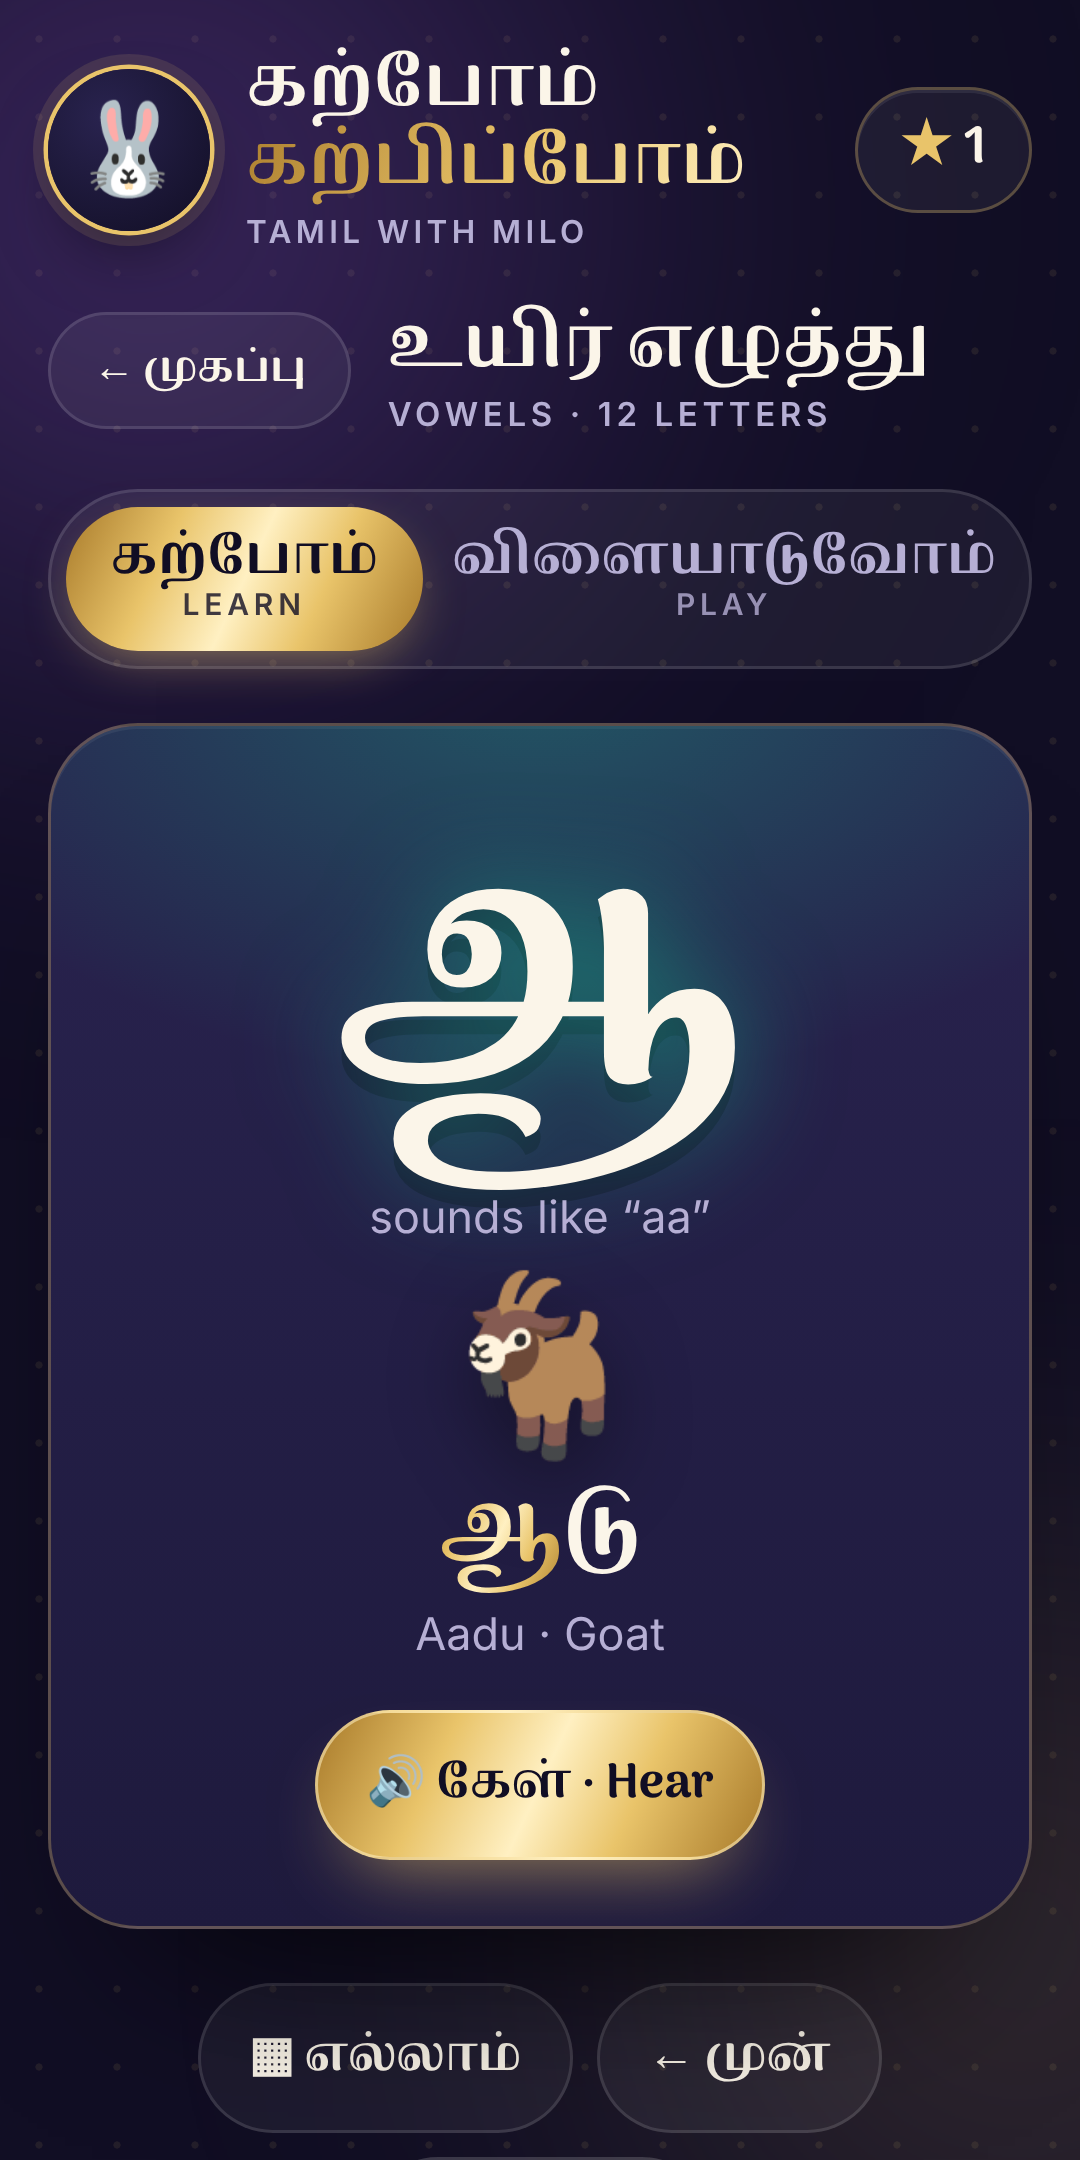 கற்போம்
கற்பிப்போம்
TAMIL WITH MILO
★ 1
← முகப்பு
உயிர் எழுத்து
VOWELS · 12 LETTERS
கற்போம்
LEARN
விளையாடுவோம்
PLAY
ஆ
sounds like “aa”
ஆடு
Aadu · Goat
🔊 கேள் · Hear
▦ எல்லாம்
← முன்